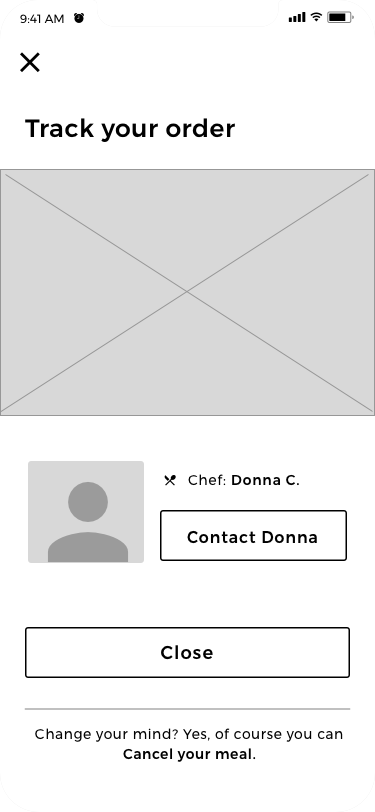 9:41 AM
Track your order
Chef: Donna C.
Contact Donna
Close
Change your mind? Yes, of course you can
Cancel your meal.